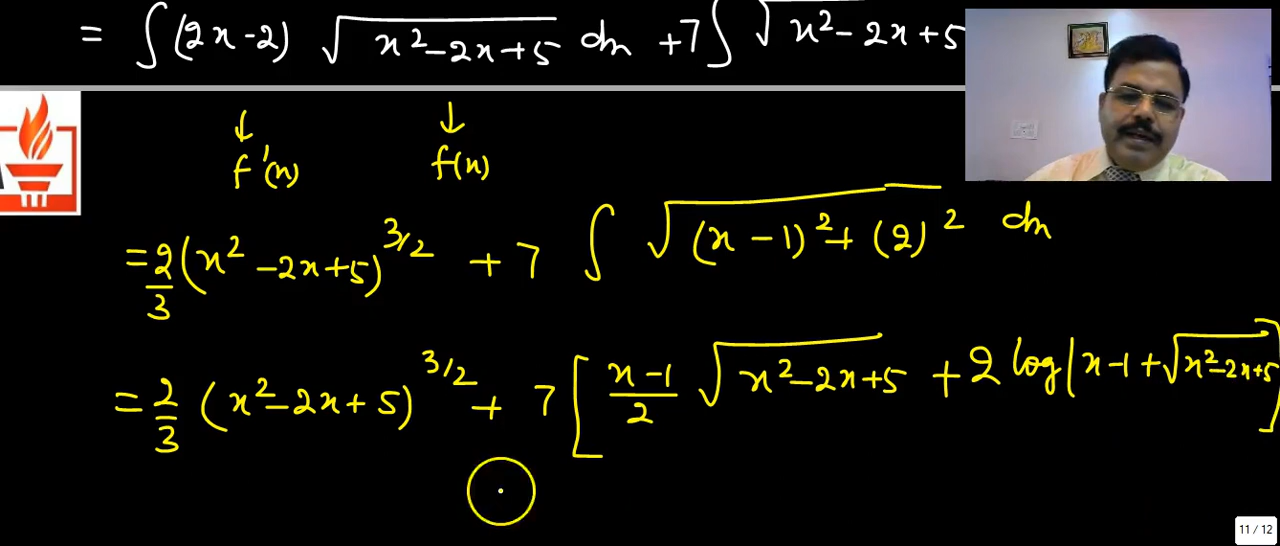 = ∫ (2x-2) √(x²-2x+5) dx + 7 ∫ √(x²-2x+5
↓ ↓
f'(x) f(x)
= 2/3 (x²-2x+5)^3/2 + 7 ∫ √((x-1)²+(2)²) dx
= 2/3 (x²-2x+5)^3/2 + 7 [ x-1/2 √(x²-2x+5) + 2 log|x-1+√(x²-2x+5) ]
11 / 12